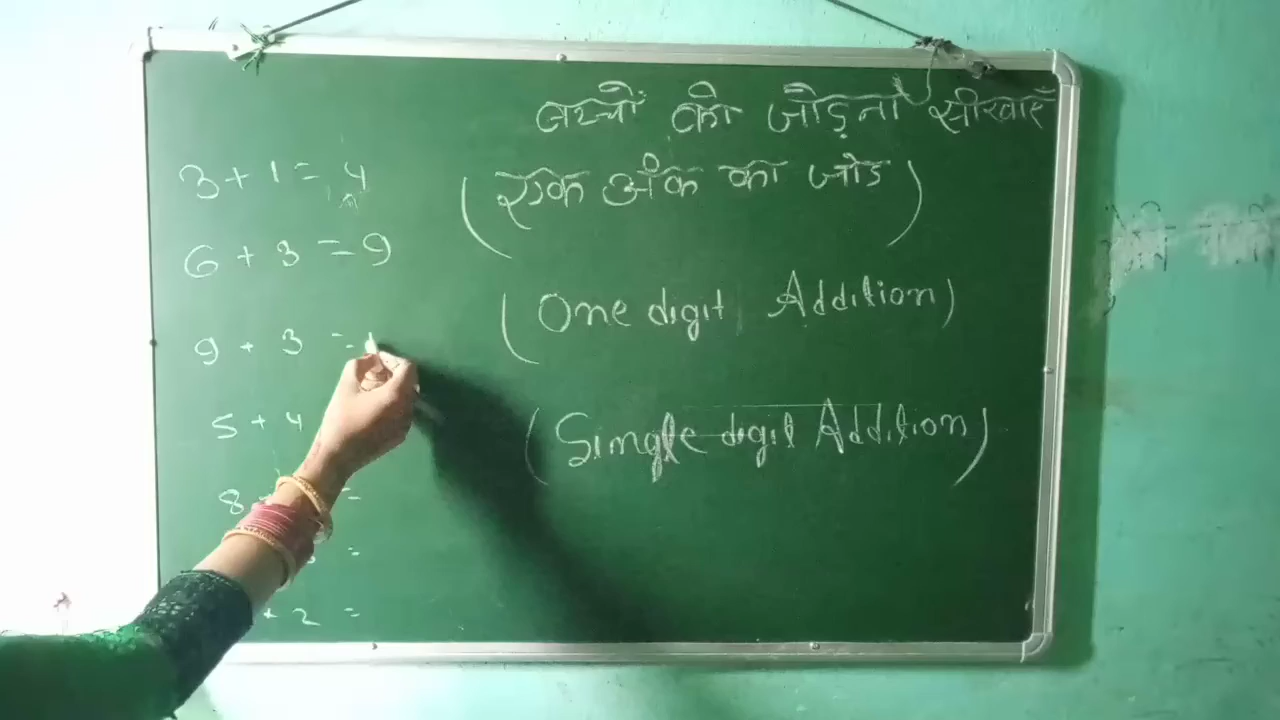 बच्चों को जोड़ना सीखाएँ
(एक अंक का जोड़)
(One digit Addition)
(Single digit Addition)
3 + 1 = 4
6 + 3 = 9
9 + 3 = 1
5 + 4
8 =
=
+ 2 =